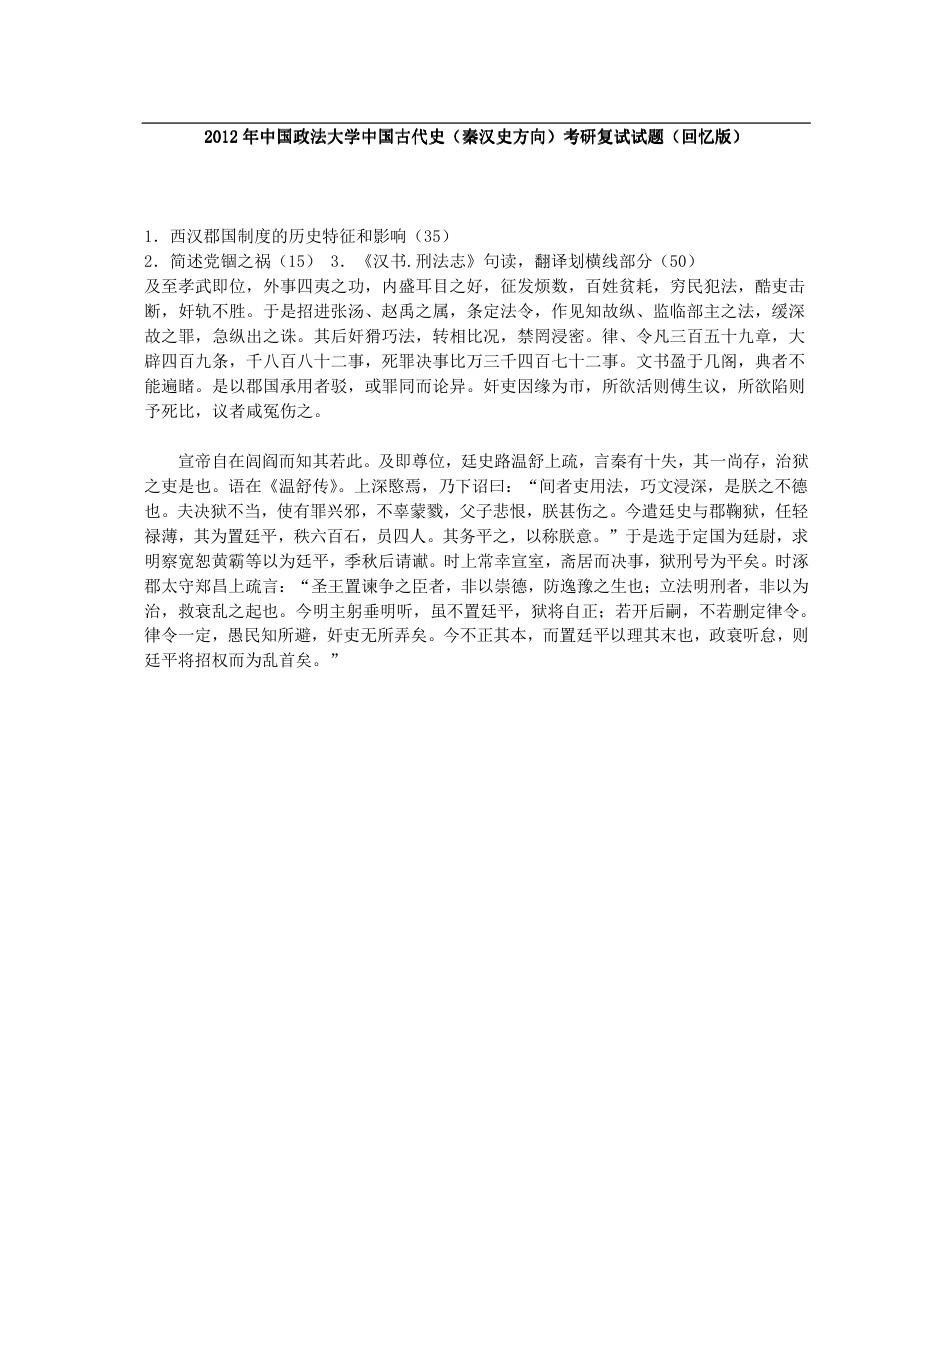 2012年中国政法大学中国古代史（秦汉史方向）考研复试试题（回忆版）
1. 西汉郡国制度的历史特征和影响（35）
2. 简述党锢之祸（15） 3. 《汉书.刑法志》句读，翻译划横线部分（50）
及至孝武即位，外事四夷之功，内盛耳目之好，征发烦数，百姓贫耗，穷民犯法，酷吏击
断，奸轨不胜。于是招进张汤、赵禹之属，条定法令，作见知故纵、监临部主之法，缓深
故之罪，急纵出之诛。其后奸猾巧法，转相比况，禁罔浸密。律、令凡三百五十九章，大
辟四百九条，千八百八十二事，死罪决事比万三千四百七十二事。文书盈于几阁，典者不
能遍睹。是以郡国承用者驳，或罪同而论异。奸吏因缘为市，所欲活则傅生议，所欲陷则
予死比，议者咸冤伤之。
宣帝自在闾阎而知其若此。及即尊位，廷史路温舒上疏，言秦有十失，其一尚存，治狱
之吏是也。语在《温舒传》。上深愍焉，乃下诏曰：“间者吏用法，巧文浸深，是朕之不德
也。夫决狱不当，使有罪兴邪，不辜蒙戮，父子悲恨，朕甚伤之。今遣廷史与郡鞠狱，任轻
禄薄，其为置廷平，秩六百石，员四人。其务平之，以称朕意。”于是选于定国为廷尉，求
明察宽恕黄霸等以为廷平，季秋后请谳。时上常幸宣室，斋居而决事，狱刑号为平矣。时涿
郡太守郑昌上疏言：“圣王置谏争之臣者，非以崇德，防逸豫之生也；立法明刑者，非以为
治，救衰乱之起也。今明主躬垂明听，虽不置廷平，狱将自正；若开后嗣，不若删定律令。
律令一定，愚民知所避，奸吏无所弄矣。今不正其本，而置廷平以理其末也，政衰听怠，则
廷平将招权而为乱首矣。”